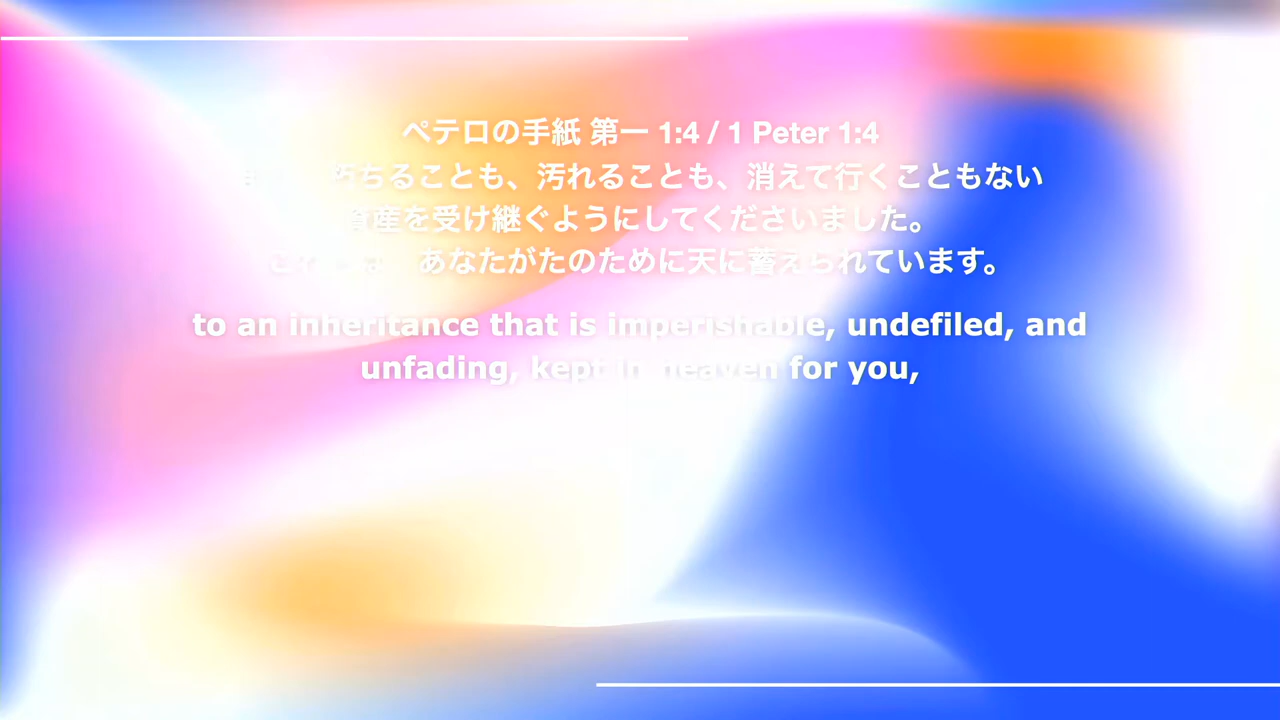 ペテロの手紙 第一 1:4 / 1 Peter 1:4
朽ちることも、汚れることも、消えて行くこともない
資産を受け継ぐようにしてくださいました。
あなたがたのために天に蓄えられています。
to an inheritance that is imperishable, undefiled, and
unfading, kept in heaven for you,